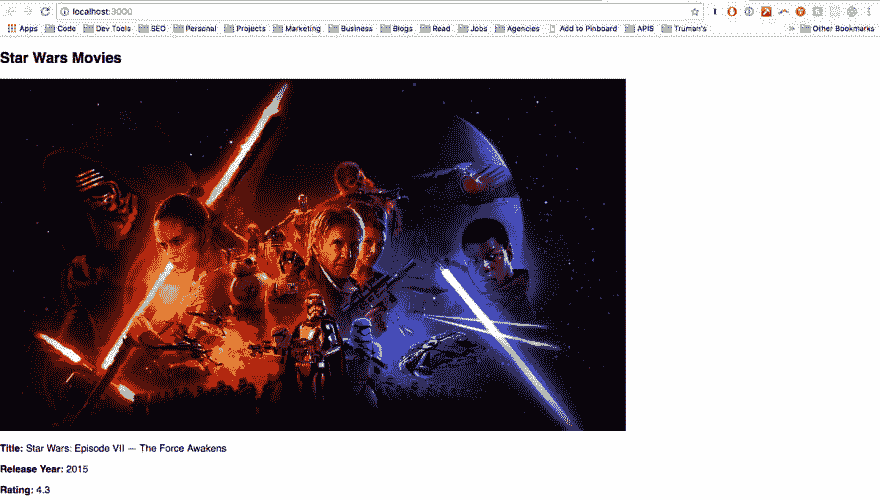 localhost:3000
Apps Code Dev Tools SEO Personal Projects Marketing Business Blogs Read Jobs Agencies Add to Pinboard APIS Truman's » Other Bookmarks
Star Wars Movies
Title: Star Wars: Episode VII — The Force Awakens
Release Year: 2015
Rating: 4.3